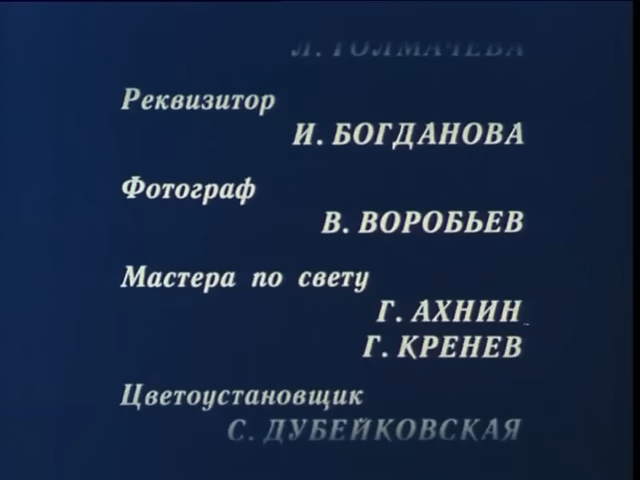 Л. ТОЛМАЧЕВА
Реквизитор
И. БОГДАНОВА
Фотограф
В. ВОРОБЬЕВ
Мастера по свету
Г. АХНИН
Г. КРЕНЕВ
Цветоустановщик
С. ДУБЕЙКОВСКАЯ